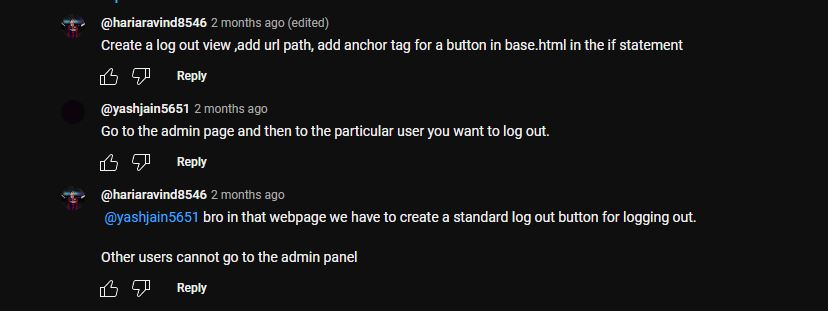 @hariaravind8546 2 months ago (edited)
Create a log out view ,add url path, add anchor tag for a button in base.html in the if statement
Reply
@yashjain5651 2 months ago
Go to the admin page and then to the particular user you want to log out.
Reply
@hariaravind8546 2 months ago
@yashjain5651 bro in that webpage we have to create a standard log out button for logging out.
Other users cannot go to the admin panel
Reply